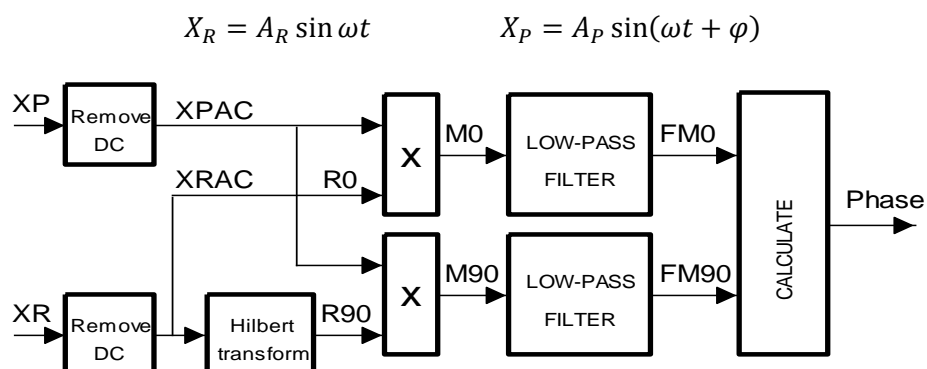 X_R = A_R sin ωt X_P = A_P sin(ωt + φ)
XP
Remove
DC
XPAC
X
M0
LOW-PASS
FILTER
FM0
XRAC
R0
CALCULATE
Phase
X
M90
LOW-PASS
FILTER
FM90
XR
Remove
DC
Hilbert
transform
R90